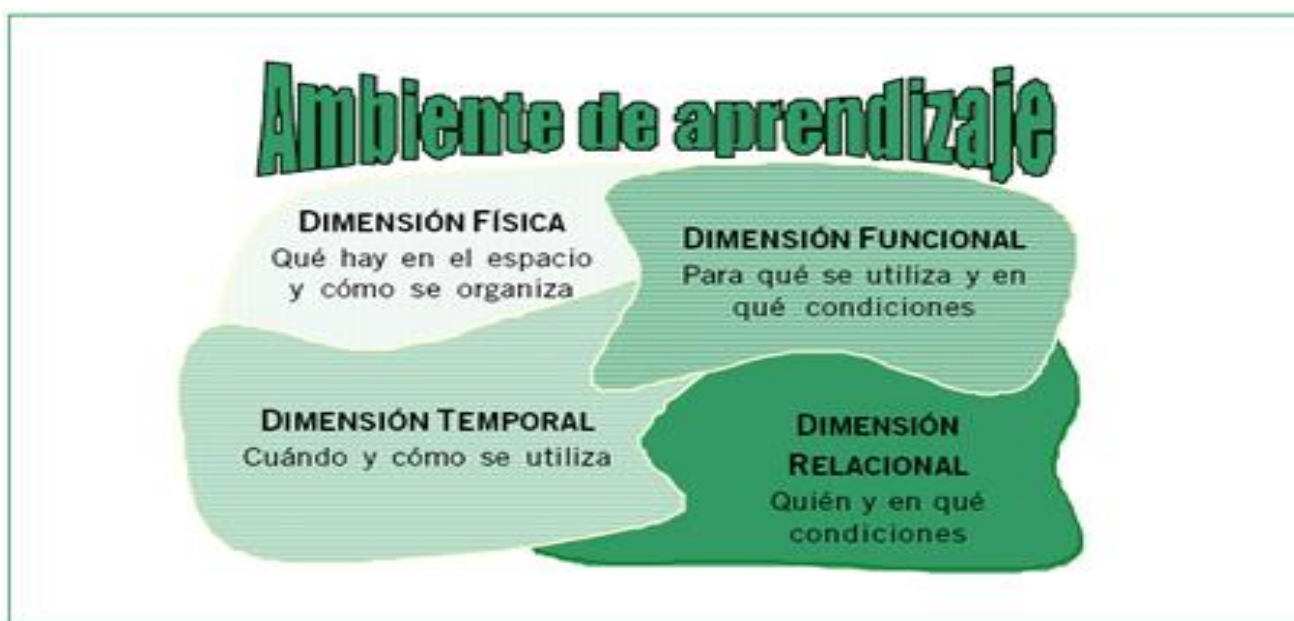 Ambiente de aprendizaje
DIMENSIÓN FÍSICA
Qué hay en el espacio
y cómo se organiza
DIMENSIÓN FUNCIONAL
Para qué se utiliza y en
qué condiciones
DIMENSIÓN TEMPORAL
Cuándo y cómo se utiliza
DIMENSIÓN
RELACIONAL
Quién y en qué
condiciones